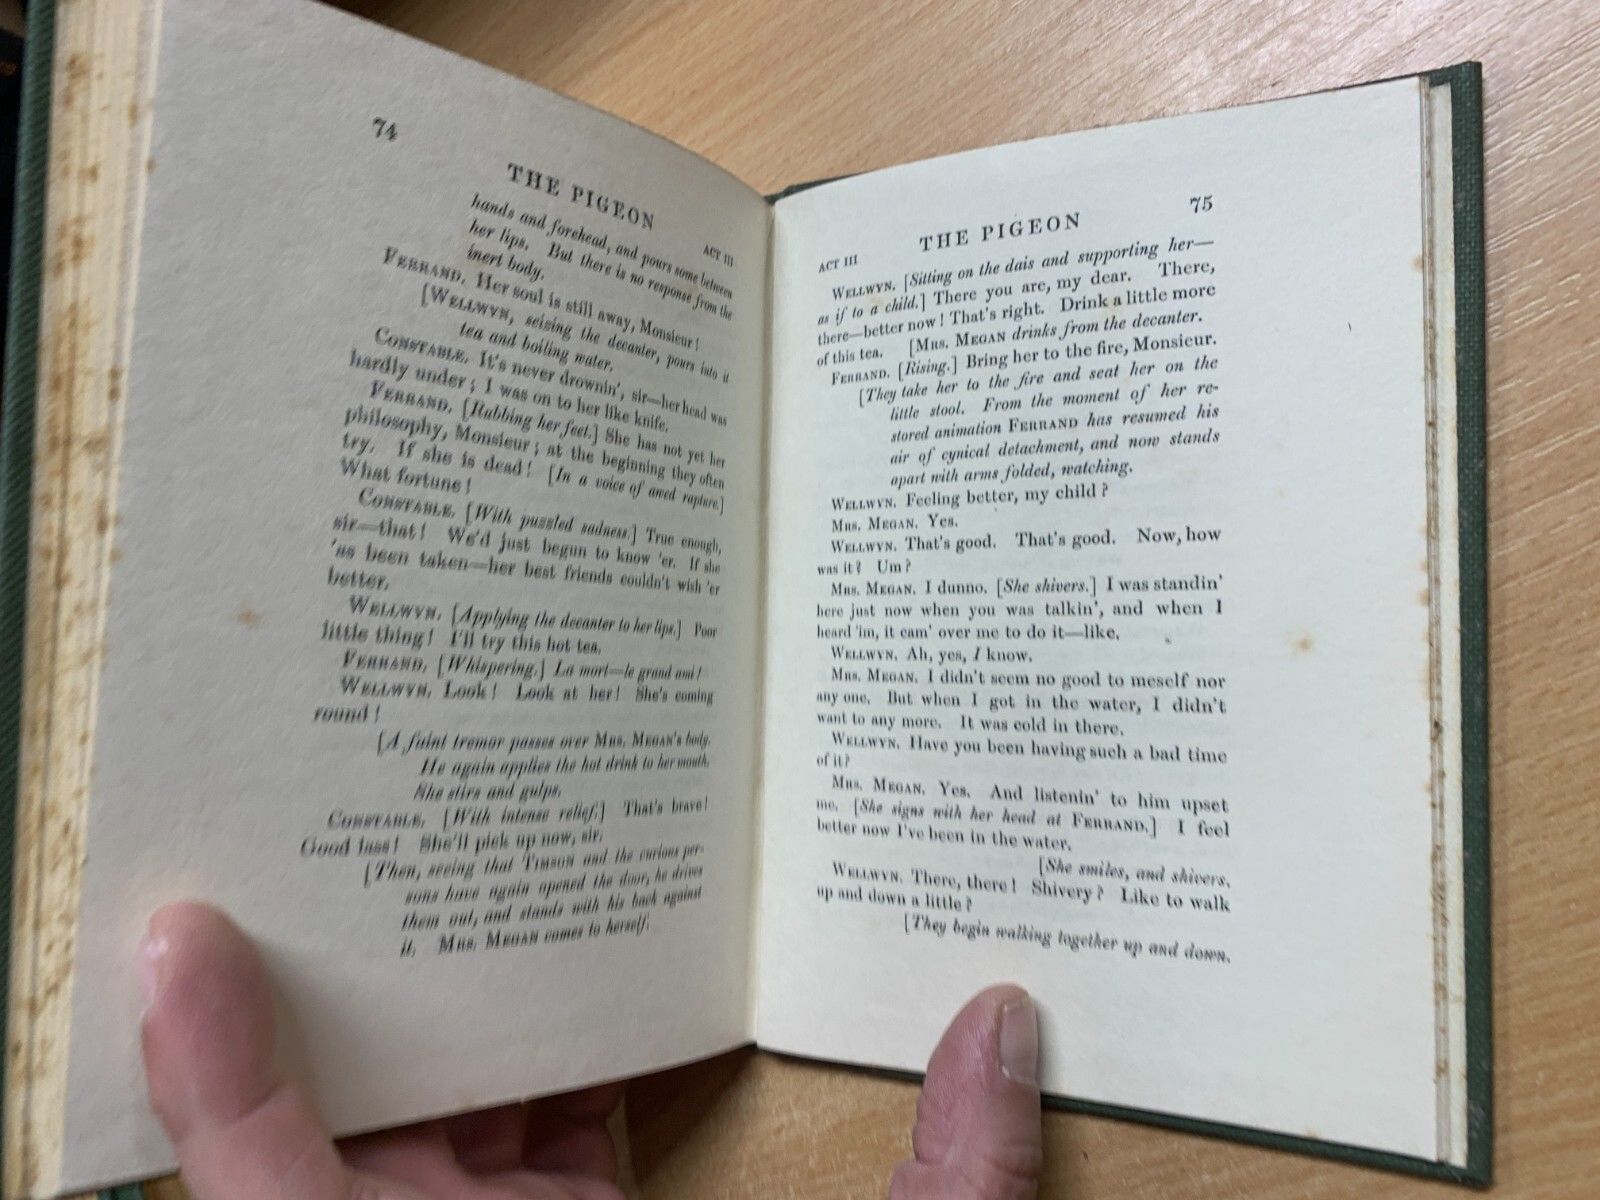 74
THE PIGEON
ACT III
hands and forehead, and pours some between
her lips. But there is no response from the
inert body.
FERRAND. Her soul is still away, Monsieur!
[WELLWYN, seizing the decanter, pours into it
tea and boiling water.
CONSTABLE. It's never drownin', sir—her head was
hardly under; I was on to her like knife.
FERRAND. [Rubbing her feet.] She has not yet her
philosophy, Monsieur; at the beginning they often
try. If she is dead! [In a voice of awed rapture.]
What fortune!
CONSTABLE. [With puzzled sadness.] True enough,
sir—that! We'd just begun to know 'er. If she
'as been taken—her best friends couldn't wish 'er
better.
WELLWYN. [Applying the decanter to her lips.] Poor
little thing! I'll try this hot tea.
FERRAND. [Whispering.] La mort—le grand ami!
WELLWYN. Look! Look at her! She's coming
round!
[A faint tremor passes over MRS. MEGAN'S body.
He again applies the hot drink to her mouth.
She stirs and gulps.
CONSTABLE. [With intense relief.] That's brave!
Good lass! She'll pick up now, sir.
[Then, seeing that TIMSON and the curious per-
sons have again opened the door, he drives
them out, and stands with his back against
it. MRS. MEGAN comes to herself.
75
THE PIGEON
ACT III
WELLWYN. [Sitting on the dais and supporting her—
as if to a child.] There you are, my dear. There,
there—better now! That's right. Drink a little more
of this tea. [MRS. MEGAN drinks from the decanter.
FERRAND. [Rising.] Bring her to the fire, Monsieur.
[They take her to the fire and seat her on the
little stool. From the moment of her re-
stored animation FERRAND has resumed his
air of cynical detachment, and now stands
apart with arms folded, watching.
WELLWYN. Feeling better, my child?
MRS. MEGAN. Yes.
WELLWYN. That's good. That's good. Now, how
was it? Um?
MRS. MEGAN. I dunno. [She shivers.] I was standin'
here just now when you was talkin', and when I
heard 'im, it cam' over me to do it—like.
WELLWYN. Ah, yes, I know.
MRS. MEGAN. I didn't seem no good to meself nor
any one. But when I got in the water, I didn't
want to any more. It was cold in there.
WELLWYN. Have you been having such a bad time
of it?
MRS. MEGAN. Yes. And listenin' to him upset
me. [She signs with her head at FERRAND.] I feel
better now I've been in the water.
[She smiles, and shivers.
WELLWYN. There, there! Shivery? Like to walk
up and down a little?
[They begin walking together up and down.